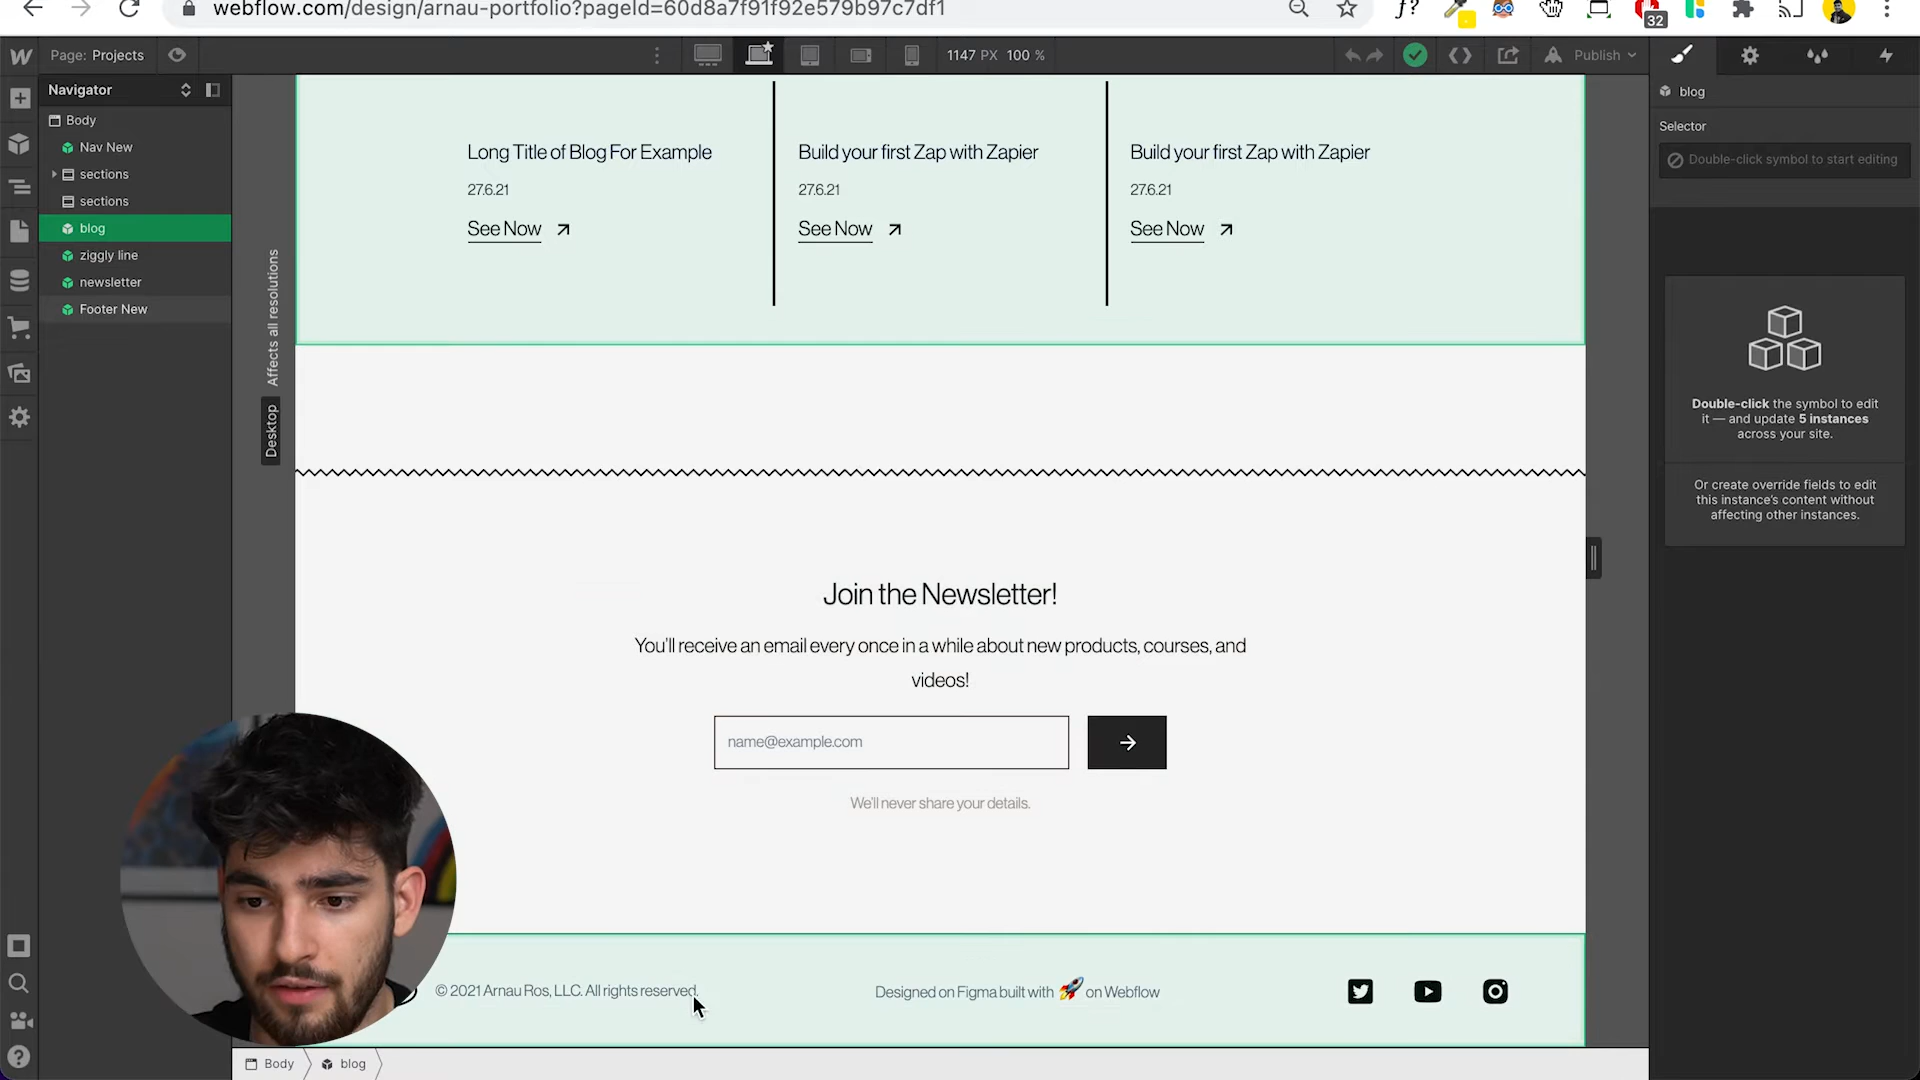 webflow.com/design/arnau-portfolio?pageId=60d8a7f91f92e579b97c7df1
f?
32
Page: Projects
1147 PX 100 %
Publish
Navigator
Body
Nav New
sections
sections
blog
ziggly line
newsletter
Footer New
Affects all resolutions
Desktop
Long Title of Blog For Example
27.6.21
See Now
Build your first Zap with Zapier
27.6.21
See Now
Build your first Zap with Zapier
27.6.21
See Now
Join the Newsletter!
You'll receive an email every once in a while about new products, courses, and
videos!
name@example.com
We'll never share your details.
© 2021 Arnau Ros, LLC. All rights reserved.
Designed on Figma built with 🚀 on Webflow
Body
blog
blog
Selector
Double-click symbol to start editing
Double-click the symbol to edit
it — and update 5 instances
across your site.
Or create override fields to edit
this instance's content without
affecting other instances.